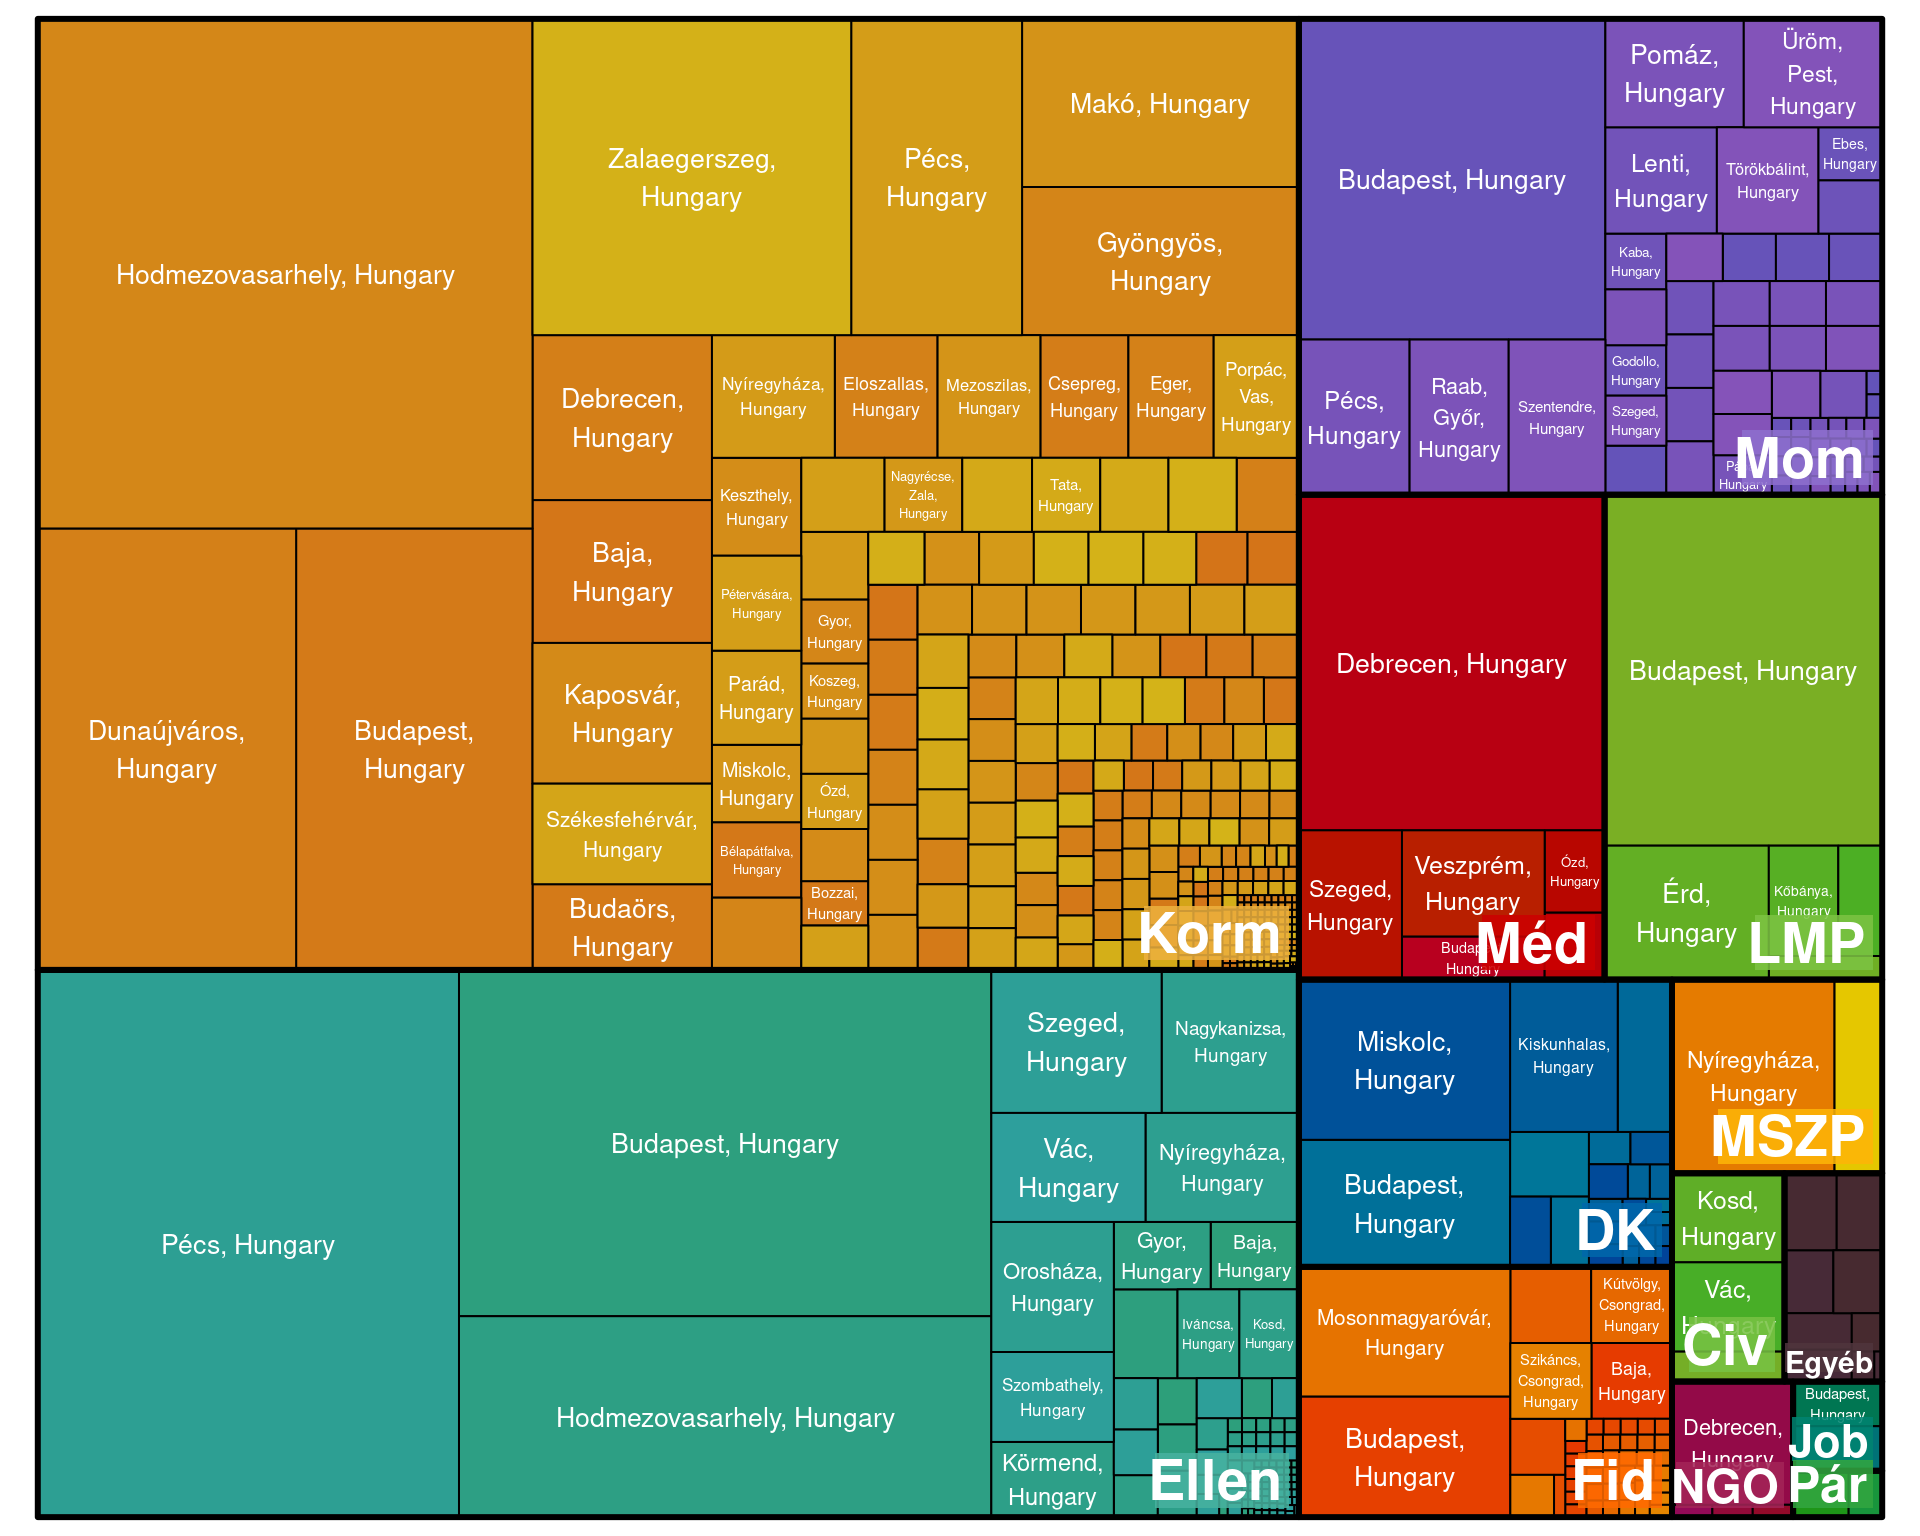 Hodmezovasarhely, Hungary
Zalaegerszeg,
Hungary
Pécs,
Hungary
Makó, Hungary
Gyöngyös,
Hungary
Dunaújváros,
Hungary
Budapest,
Hungary
Debrecen,
Hungary
Baja,
Hungary
Kaposvár,
Hungary
Székesfehérvár,
Hungary
Budaörs,
Hungary
Nyíregyháza,
Hungary
Eloszallas,
Hungary
Mezoszilas,
Hungary
Csepreg,
Hungary
Eger,
Hungary
Porpác,
Vas,
Hungary
Keszthely,
Hungary
Nagyrécse,
Zala,
Hungary
Tata,
Hungary
Pétervására,
Hungary
Gyor,
Hungary
Parád,
Hungary
Koszeg,
Hungary
Miskolc,
Hungary
Ózd,
Hungary
Bélapátfalva,
Hungary
Bozzai,
Hungary
Korm
Budapest, Hungary
Pomáz,
Hungary
Üröm,
Pest,
Hungary
Lenti,
Hungary
Törökbálint,
Hungary
Ebes,
Hungary
Kaba,
Hungary
Godollo,
Hungary
Szeged,
Hungary
Pécs,
Hungary
Raab,
Győr,
Hungary
Szentendre,
Hungary
Hungary
Mom
Debrecen, Hungary
Szeged,
Hungary
Veszprém,
Hungary
Ózd,
Hungary
Hungary
Méd
Budapest, Hungary
Érd,
Hungary
Kőbánya,
Hungary
LMP
Pécs, Hungary
Budapest, Hungary
Hodmezovasarhely, Hungary
Szeged,
Hungary
Nagykanizsa,
Hungary
Vác,
Hungary
Nyíregyháza,
Hungary
Orosháza,
Hungary
Gyor,
Hungary
Baja,
Hungary
Iváncsa,
Hungary
Kosd,
Hungary
Szombathely,
Hungary
Körmend,
Hungary
Ellen
Miskolc,
Hungary
Kiskunhalas,
Hungary
Budapest,
Hungary
DK
Nyíregyháza,
Hungary
MSZP
Kosd,
Hungary
Vác,
Hungary
Civ
Egyéb
Mosonmagyaróvár,
Hungary
Kútvölgy,
Csongrad,
Hungary
Szikáncs,
Csongrad,
Hungary
Baja,
Hungary
Budapest,
Hungary
Fid
Debrecen,
Hungary
NGO
Budapest,
Hungary
Job
Pár